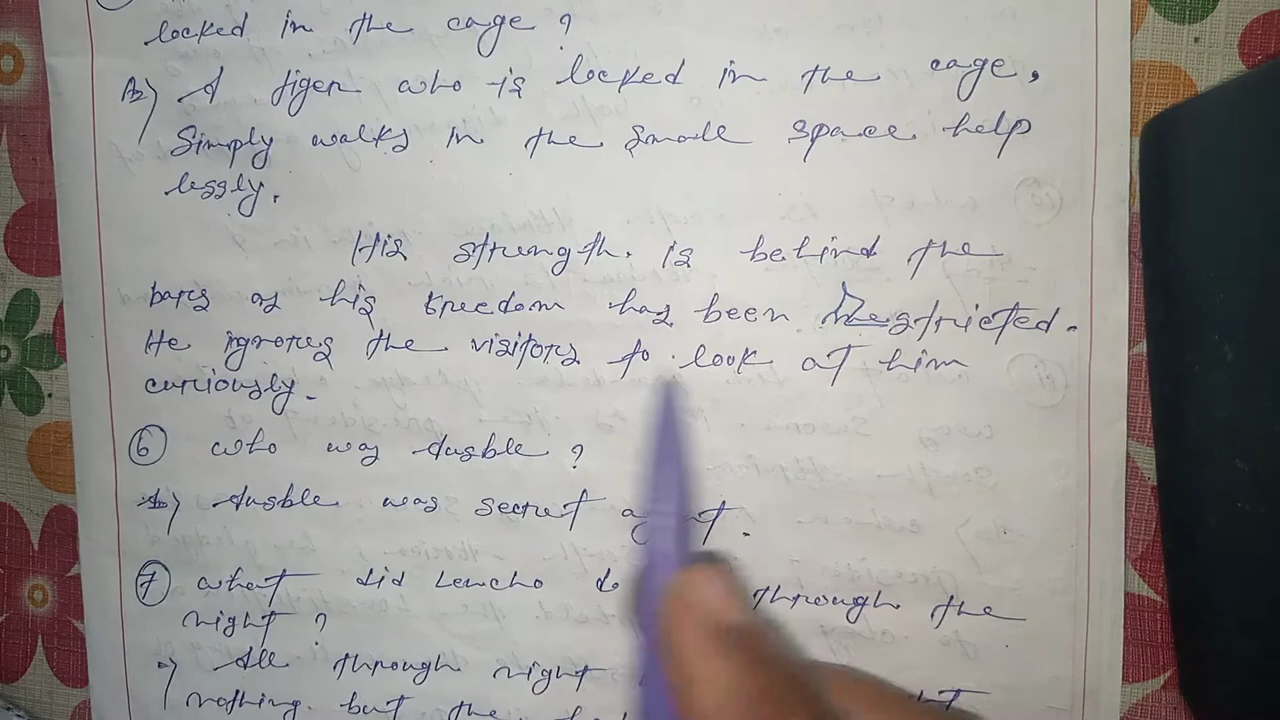 locked in the cage ?
A) A tiger who is locked in the cage,
Simply walks in the small space help
lessly.
His strength. is behind the
bars as his freedom has been Restricted.
He ignores the visitors to look at him
curiously.
6 who was Ausble ?
A) Ausble was secret agent.
7 what did Lencho do through the
night ?
A) All through night
nothing but the